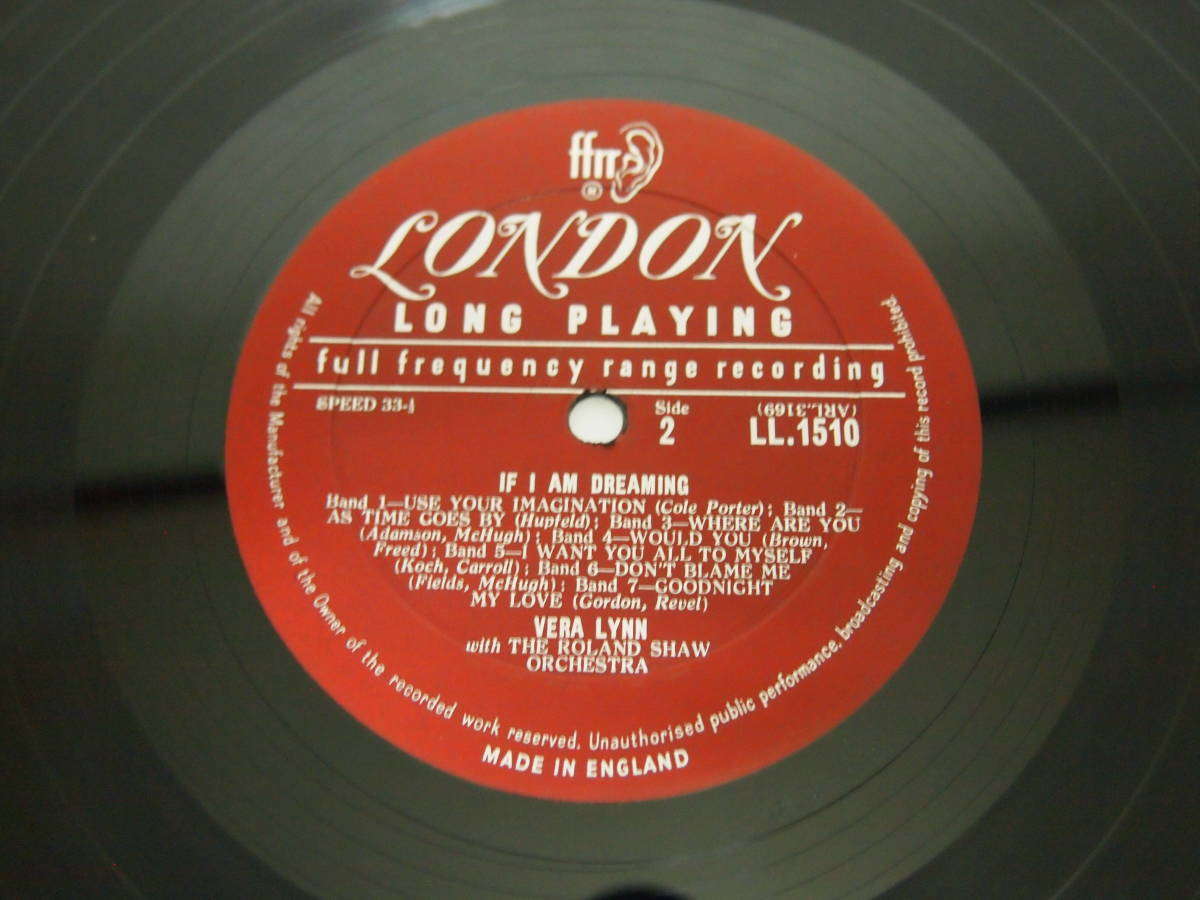 ffrr
®
LONDON
LONG PLAYING
full frequency range recording
SPEED 33-⅓
Side
2
(ARL."3169)
LL.1510
IF I AM DREAMING
Band 1—USE YOUR IMAGINATION (Cole Porter); Band 2—
AS TIME GOES BY (Hupfeld); Band 3—WHERE ARE YOU
(Adamson, McHugh); Band 4—WOULD YOU (Brown,
Freed); Band 5—I WANT YOU ALL TO MYSELF
(Koch, Carroll); Band 6—DON'T BLAME ME
(Fields, McHugh); Band 7—GOODNIGHT
MY LOVE (Gordon, Revel)
VERA LYNN
with THE ROLAND SHAW
ORCHESTRA
All rights of the Manufacturer and of the Owner of the recorded work reserved. Unauthorised public performance, broadcasting and copying of this record prohibited.
MADE IN ENGLAND